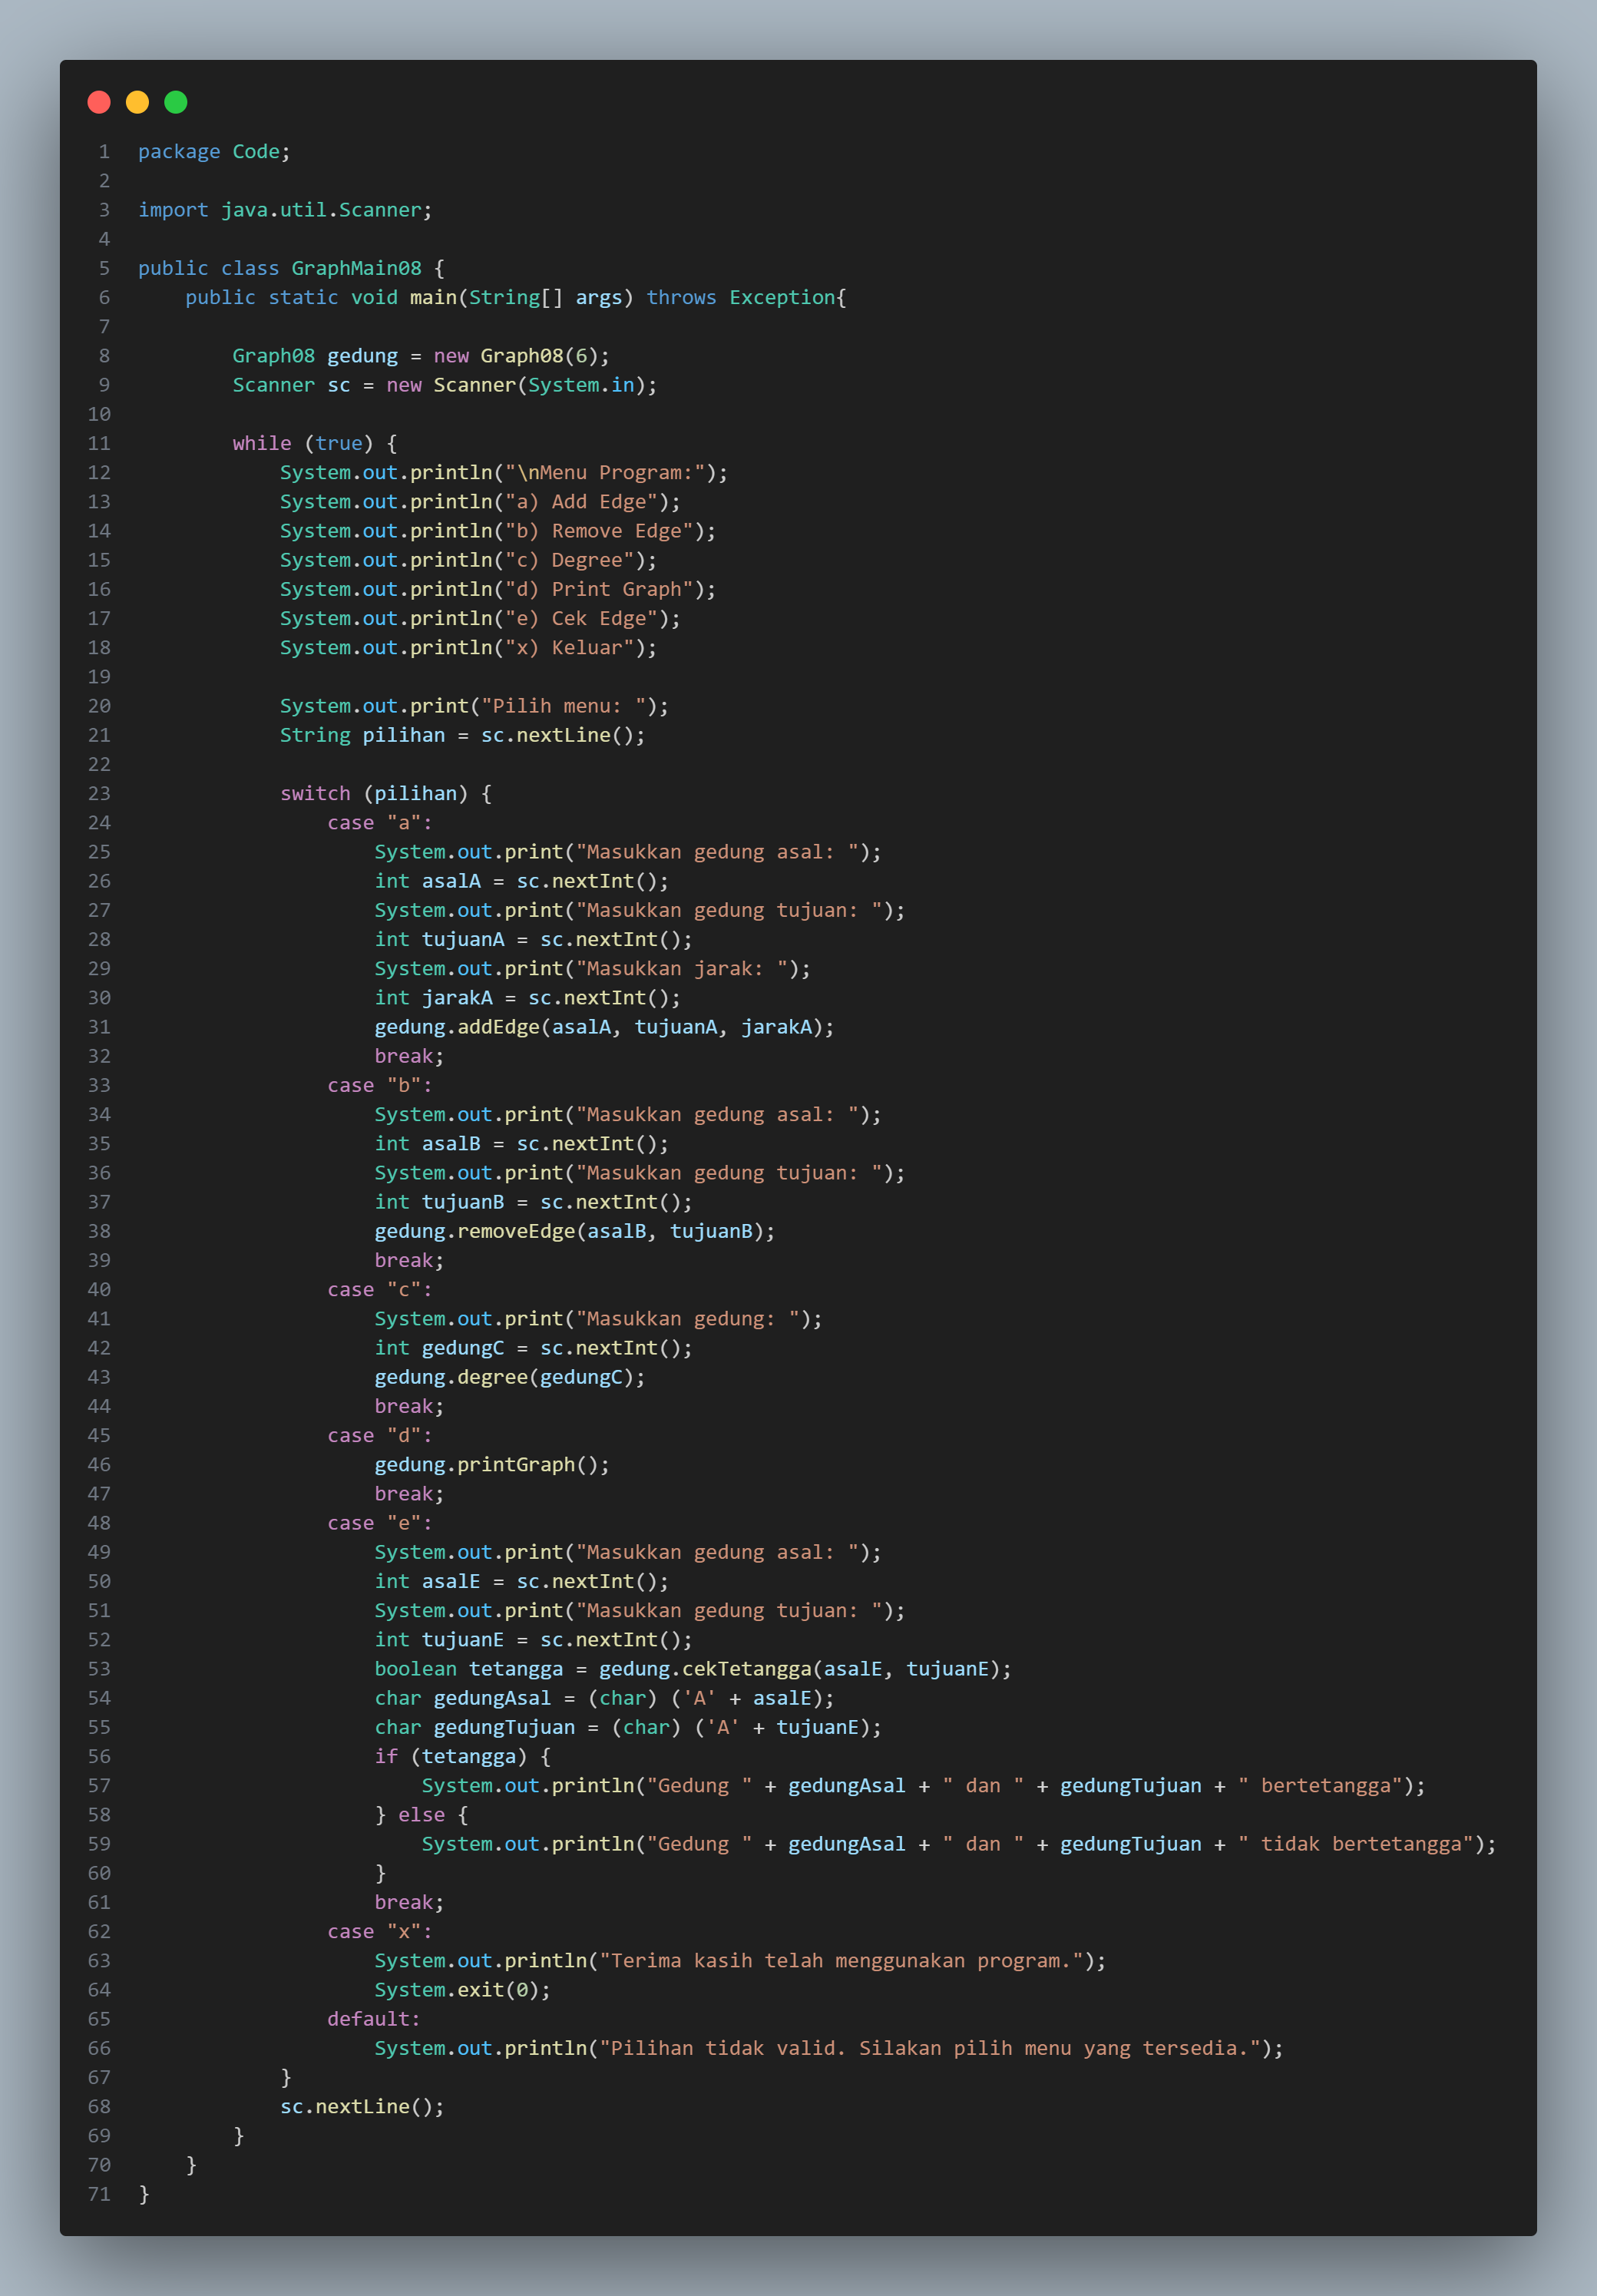 1 package Code;
2
3 import java.util.Scanner;
4
5 public class GraphMain08 {
6     public static void main(String[] args) throws Exception{
7
8         Graph08 gedung = new Graph08(6);
9         Scanner sc = new Scanner(System.in);
10
11         while (true) {
12             System.out.println("\nMenu Program:");
13             System.out.println("a) Add Edge");
14             System.out.println("b) Remove Edge");
15             System.out.println("c) Degree");
16             System.out.println("d) Print Graph");
17             System.out.println("e) Cek Edge");
18             System.out.println("x) Keluar");
19
20             System.out.print("Pilih menu: ");
21             String pilihan = sc.nextLine();
22
23             switch (pilihan) {
24                 case "a":
25                     System.out.print("Masukkan gedung asal: ");
26                     int asalA = sc.nextInt();
27                     System.out.print("Masukkan gedung tujuan: ");
28                     int tujuanA = sc.nextInt();
29                     System.out.print("Masukkan jarak: ");
30                     int jarakA = sc.nextInt();
31                     gedung.addEdge(asalA, tujuanA, jarakA);
32                     break;
33                 case "b":
34                     System.out.print("Masukkan gedung asal: ");
35                     int asalB = sc.nextInt();
36                     System.out.print("Masukkan gedung tujuan: ");
37                     int tujuanB = sc.nextInt();
38                     gedung.removeEdge(asalB, tujuanB);
39                     break;
40                 case "c":
41                     System.out.print("Masukkan gedung: ");
42                     int gedungC = sc.nextInt();
43                     gedung.degree(gedungC);
44                     break;
45                 case "d":
46                     gedung.printGraph();
47                     break;
48                 case "e":
49                     System.out.print("Masukkan gedung asal: ");
50                     int asalE = sc.nextInt();
51                     System.out.print("Masukkan gedung tujuan: ");
52                     int tujuanE = sc.nextInt();
53                     boolean tetangga = gedung.cekTetangga(asalE, tujuanE);
54                     char gedungAsal = (char) ('A' + asalE);
55                     char gedungTujuan = (char) ('A' + tujuanE);
56                     if (tetangga) {
57                         System.out.println("Gedung " + gedungAsal + " dan " + gedungTujuan + " bertetangga");
58                     } else {
59                         System.out.println("Gedung " + gedungAsal + " dan " + gedungTujuan + " tidak bertetangga");
60                     }
61                     break;
62                 case "x":
63                     System.out.println("Terima kasih telah menggunakan program.");
64                     System.exit(0);
65                 default:
66                     System.out.println("Pilihan tidak valid. Silakan pilih menu yang tersedia.");
67             }
68             sc.nextLine();
69         }
70     }
71 }